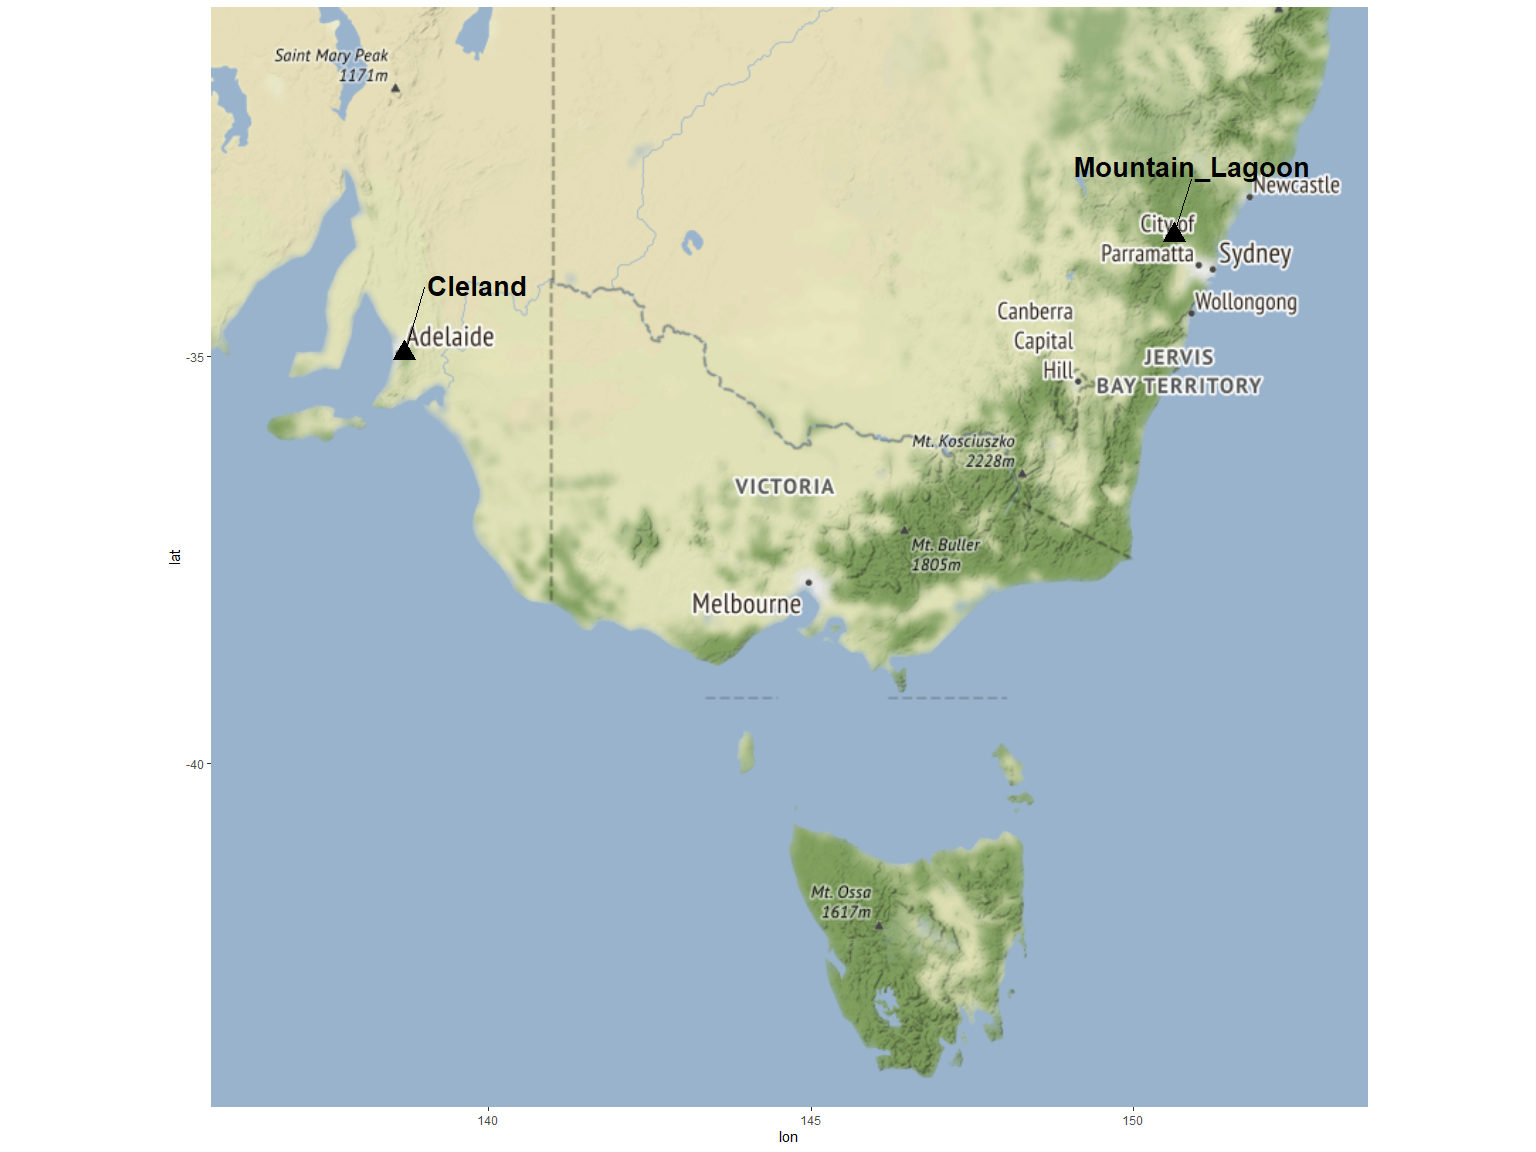 Saint Mary Peak
1171m
Mountain_Lagoon
Newcastle
City of
Parramatta
Sydney
Cleland
Wollongong
Canberra
Capital
Hill
Adelaide
JERVIS
BAY TERRITORY
-35
Mt. Kosciuszko
2228m
VICTORIA
Mt. Buller
1805m
lat
Melbourne
-40
Mt. Ossa
1617m
140
145
150
lon